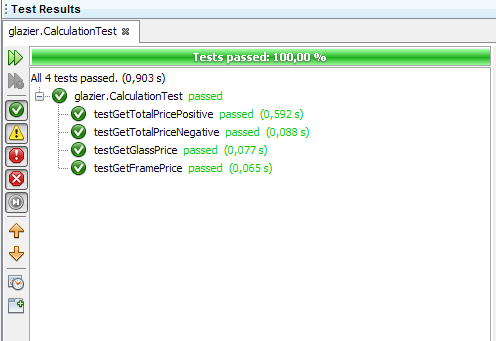 Test Results
glazier.CalculationTest
Tests passed: 100,00 %
All 4 tests passed. (0,903 s)
glazier.CalculationTest passed
testGetTotalPricePositive passed (0,592 s)
testGetTotalPriceNegative passed (0,088 s)
testGetGlassPrice passed (0,077 s)
testGetFramePrice passed (0,065 s)